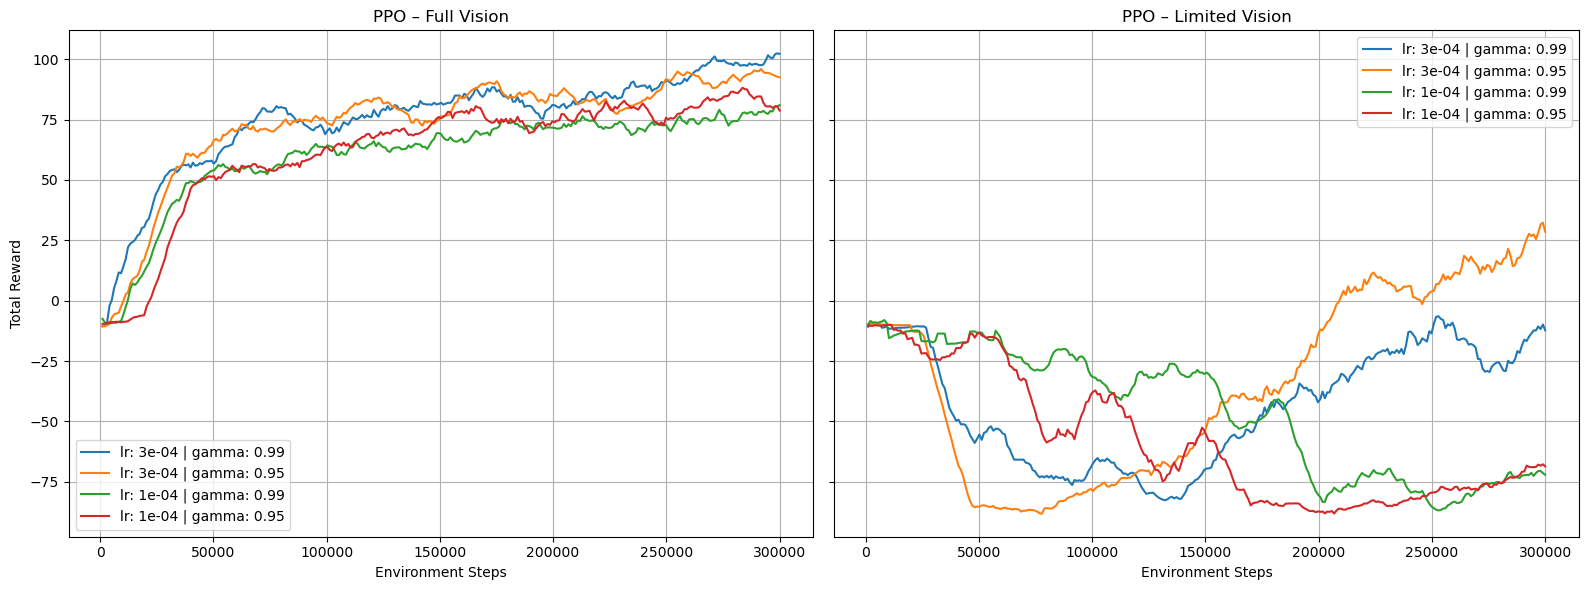 PPO – Full Vision
Total Reward
100
75
50
25
0
−25
−50
−75
lr: 3e-04 | gamma: 0.99
lr: 3e-04 | gamma: 0.95
lr: 1e-04 | gamma: 0.99
lr: 1e-04 | gamma: 0.95
0 50000 100000 150000 200000 250000 300000
Environment Steps
PPO – Limited Vision
lr: 3e-04 | gamma: 0.99
lr: 3e-04 | gamma: 0.95
lr: 1e-04 | gamma: 0.99
lr: 1e-04 | gamma: 0.95
0 50000 100000 150000 200000 250000 300000
Environment Steps